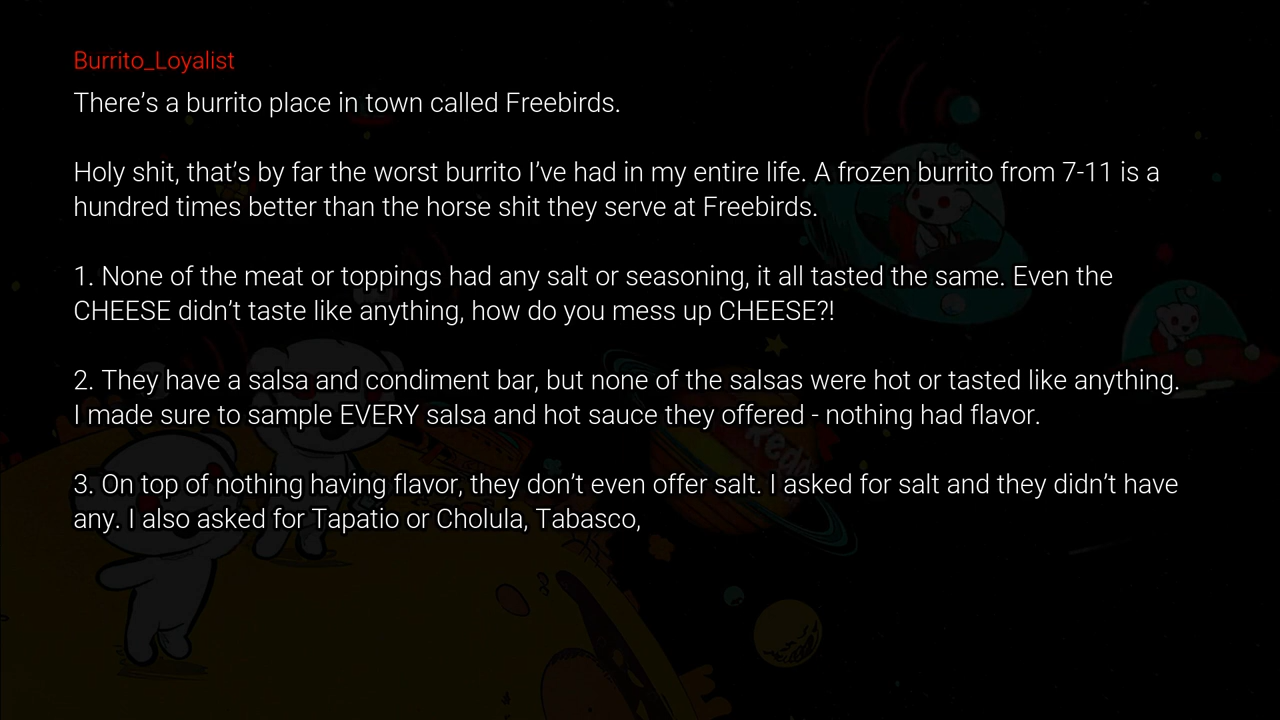 Burrito_Loyalist
There’s a burrito place in town called Freebirds.
Holy shit, that’s by far the worst burrito I’ve had in my entire life. A frozen burrito from 7-11 is a
hundred times better than the horse shit they serve at Freebirds.
1. None of the meat or toppings had any salt or seasoning, it all tasted the same. Even the
CHEESE didn’t taste like anything, how do you mess up CHEESE?!
2. They have a salsa and condiment bar, but none of the salsas were hot or tasted like anything.
I made sure to sample EVERY salsa and hot sauce they offered - nothing had flavor.
3. On top of nothing having flavor, they don’t even offer salt. I asked for salt and they didn’t have
any. I also asked for Tapatio or Cholula, Tabasco,